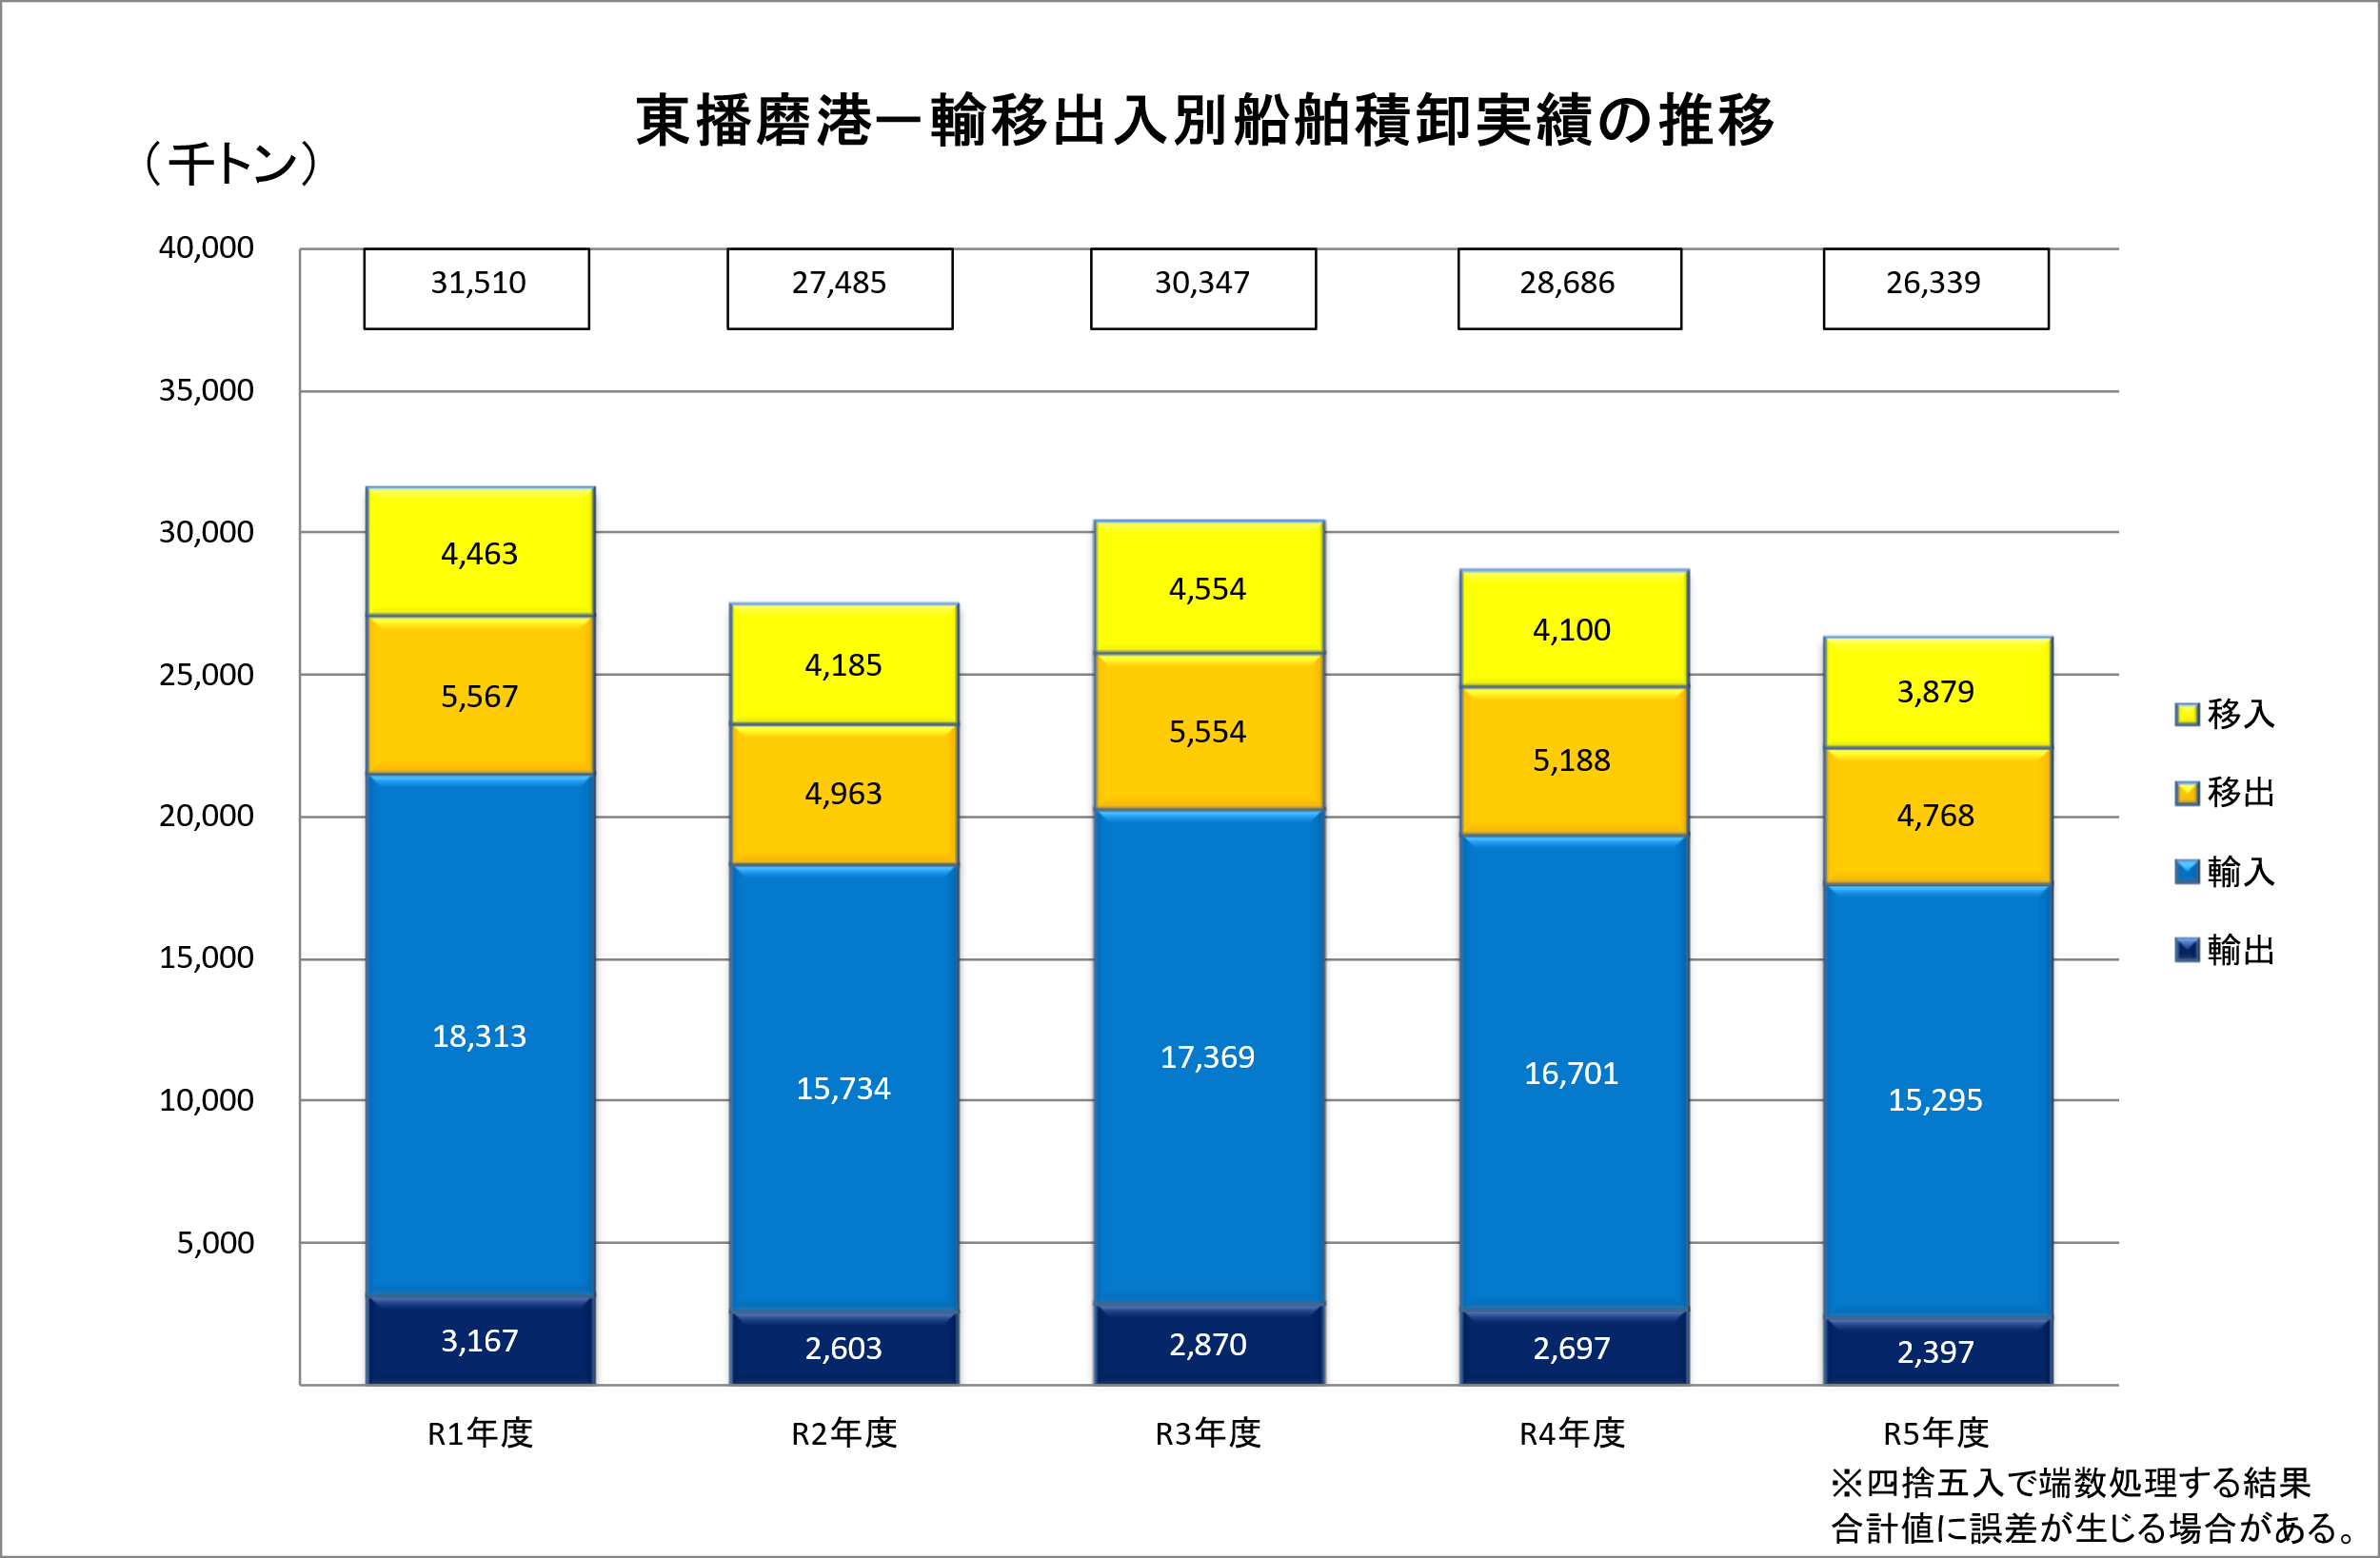 東播磨港ー輸移出入別船舶積卸実績の推移
（千トン）
40,000
35,000
30,000
25,000
20,000
15,000
10,000
5,000
31,510
27,485
30,347
28,686
26,339
4,463
4,185
4,554
4,100
3,879
5,567
4,963
5,554
5,188
4,768
18,313
15,734
17,369
16,701
15,295
3,167
2,603
2,870
2,697
2,397
R1年度
R2年度
R3年度
R4年度
R5年度
移入
移出
輸入
輸出
※四捨五入で端数処理する結果
合計値に誤差が生じる場合がある。